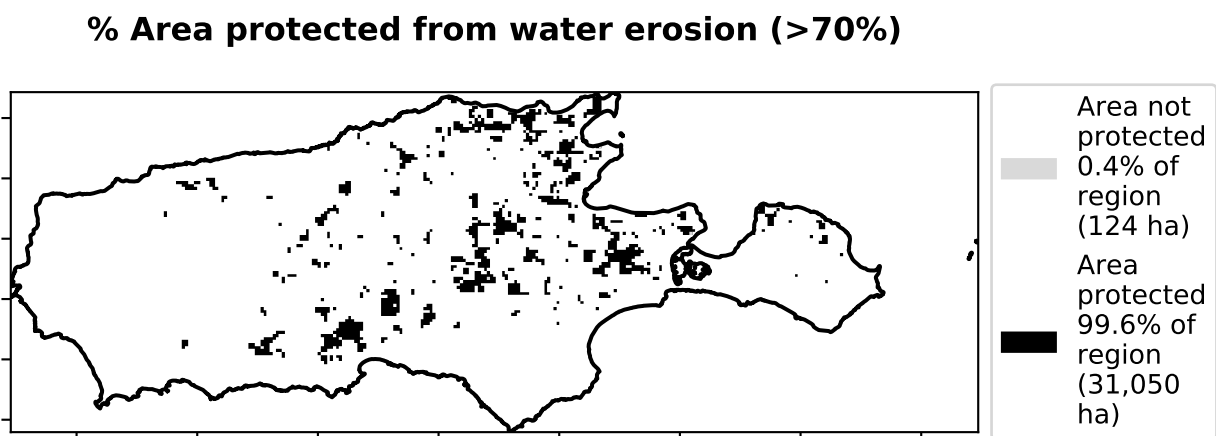 % Area protected from water erosion (>70%)
Area not
protected
0.4% of
region
(124 ha)
Area
protected
99.6% of
region
(31,050
ha)